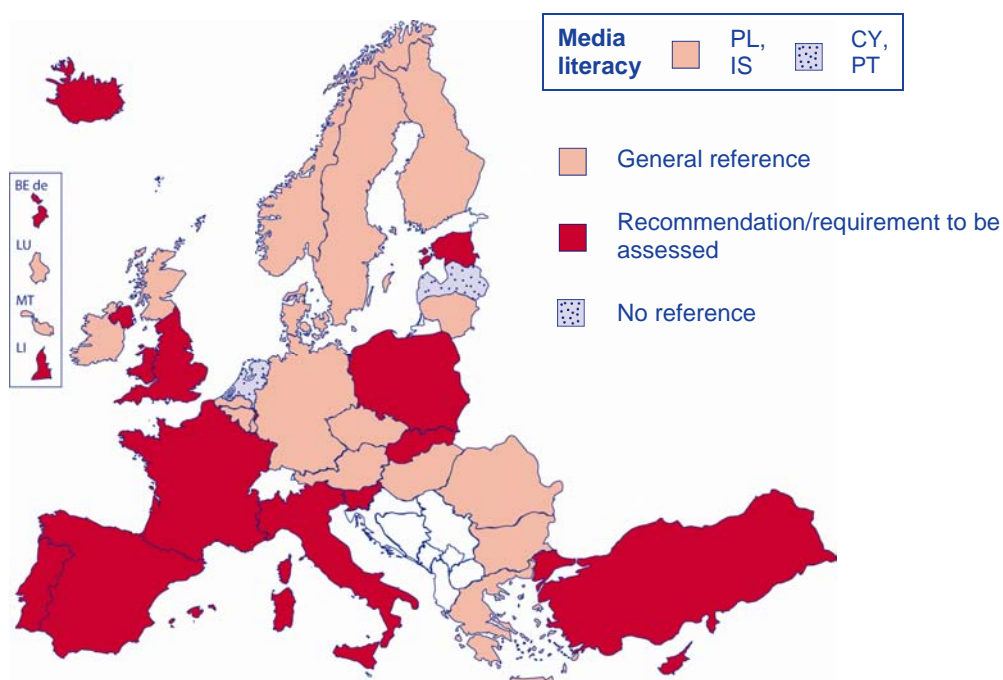 Media
literacy
PL,
IS
CY,
PT
General reference
Recommendation/requirement to be
assessed
No reference
BE de
LU
MT
LI